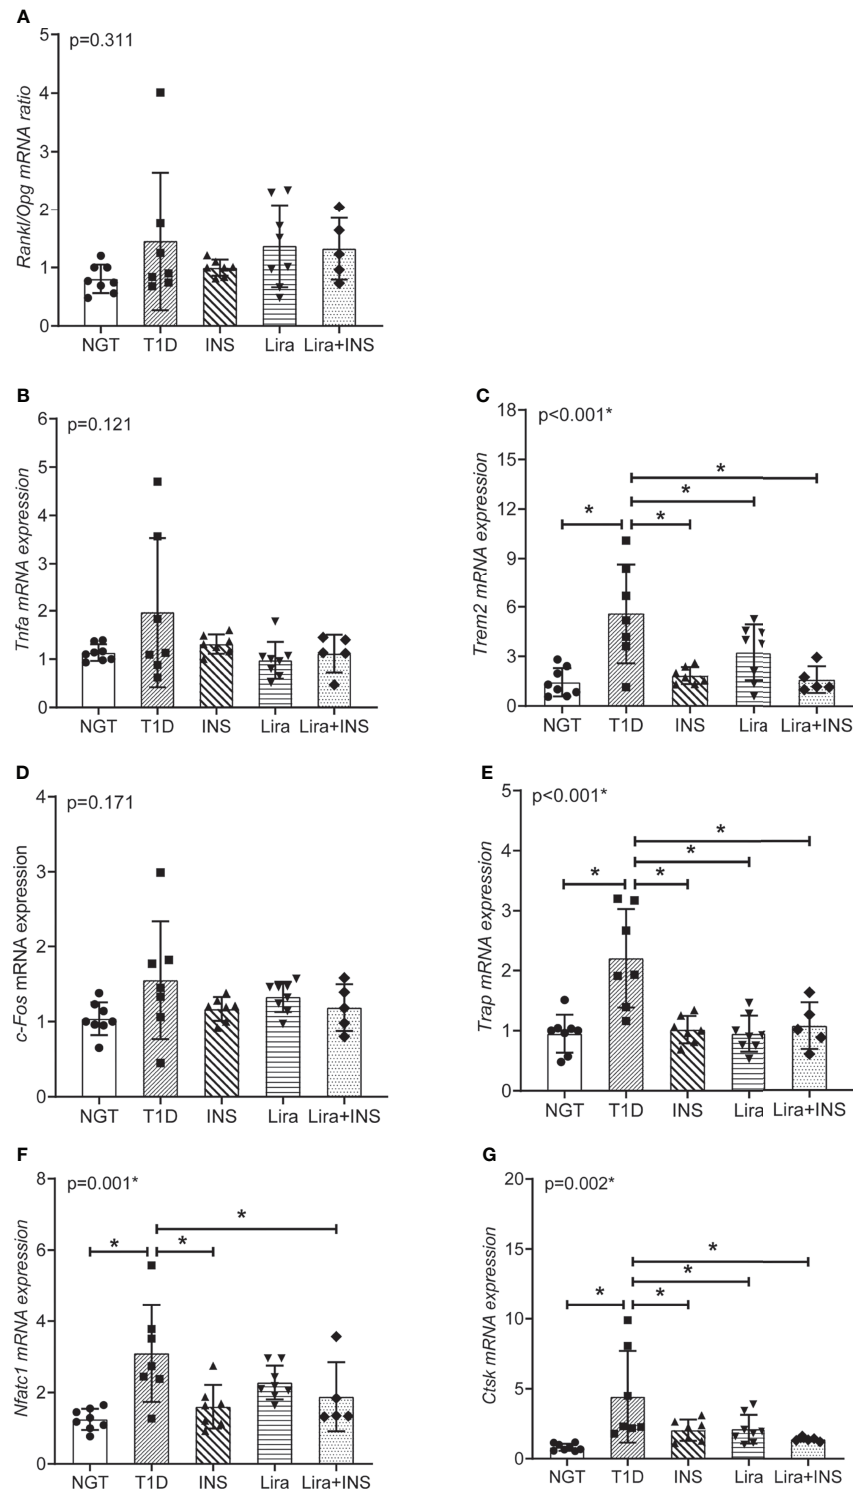 A
p=0.311
Rankl/Opg mRNA ratio
5
4
3
2
1
0
NGT T1D INS Lira Lira+INS
B
p=0.121
Tnfa mRNA expression
6
5
4
3
2
1
0
NGT T1D INS Lira Lira+INS
C
p<0.001*
Trem2 mRNA expression
18
15
12
9
6
3
0
* * * *
NGT T1D INS Lira Lira+INS
D
p=0.171
c-Fos mRNA expression
4
3
2
1
0
NGT T1D INS Lira Lira+INS
E
p<0.001*
Trap mRNA expression
5
4
3
2
1
0
* * * *
NGT T1D INS Lira Lira+INS
F
p=0.001*
Nfatc1 mRNA expression
8
6
4
2
0
* * *
NGT T1D INS Lira Lira+INS
G
p=0.002*
Ctsk mRNA expression
20
15
10
5
0
* * * *
NGT T1D INS Lira Lira+INS